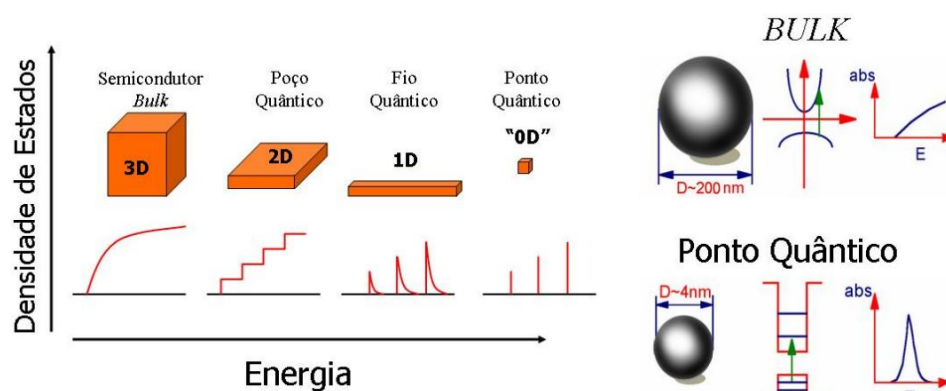 Densidade de Estados
Semicondutor
Bulk
Poço
Quântico
Fio
Quântico
Ponto
Quântico
3D
2D
1D
"0D"
Energia
BULK
abs
E
D~200 nm
Ponto Quântico
D~4nm
abs